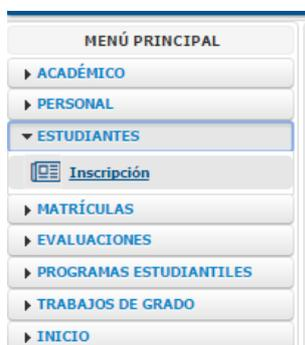 MENÚ PRINCIPAL
ACADÉMICO
PERSONAL
ESTUDIANTES
Inscripción
MATRÍCULAS
EVALUACIONES
PROGRAMAS ESTUDIANTILES
TRABAJOS DE GRADO
INICIO